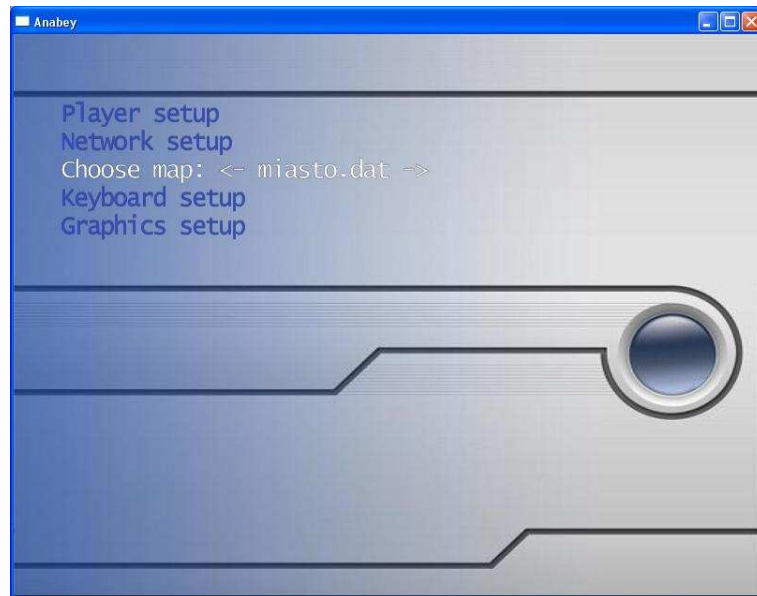 Anabey
Player setup
Network setup
Choose map: <- miasto.dat ->
Keyboard setup
Graphics setup